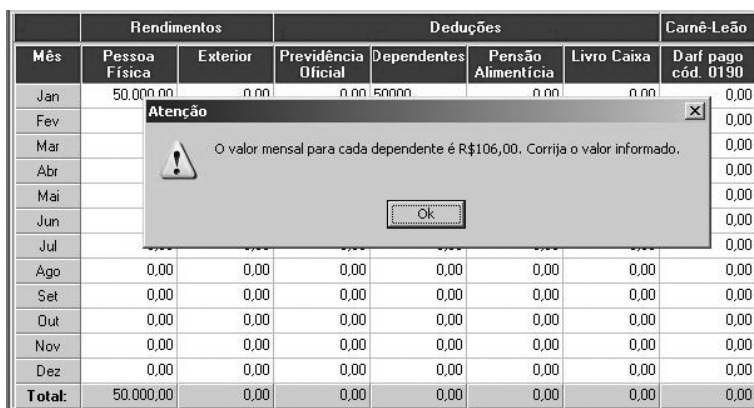 Rendimentos Deduções Carnê-Leão
Mês Pessoa Física Exterior Previdência Oficial Dependentes Pensão Alimentícia Livro Caixa Darf pago cód. 0190
Jan 50.000,00 0,00 0,00 50000 0,00 0,00 0,00
Atenção
Fev 0,00
Mar 0,00
O valor mensal para cada dependente é R$106,00. Corrija o valor informado.
Abr 0,00
Mai 0,00
Ok
Jun 0,00
Jul 0,00
Ago 0,00 0,00 0,00 0,00 0,00 0,00 0,00
Set 0,00 0,00 0,00 0,00 0,00 0,00 0,00
Out 0,00 0,00 0,00 0,00 0,00 0,00 0,00
Nov 0,00 0,00 0,00 0,00 0,00 0,00 0,00
Dez 0,00 0,00 0,00 0,00 0,00 0,00 0,00
Total: 50.000,00 0,00 0,00 0,00 0,00 0,00 0,00